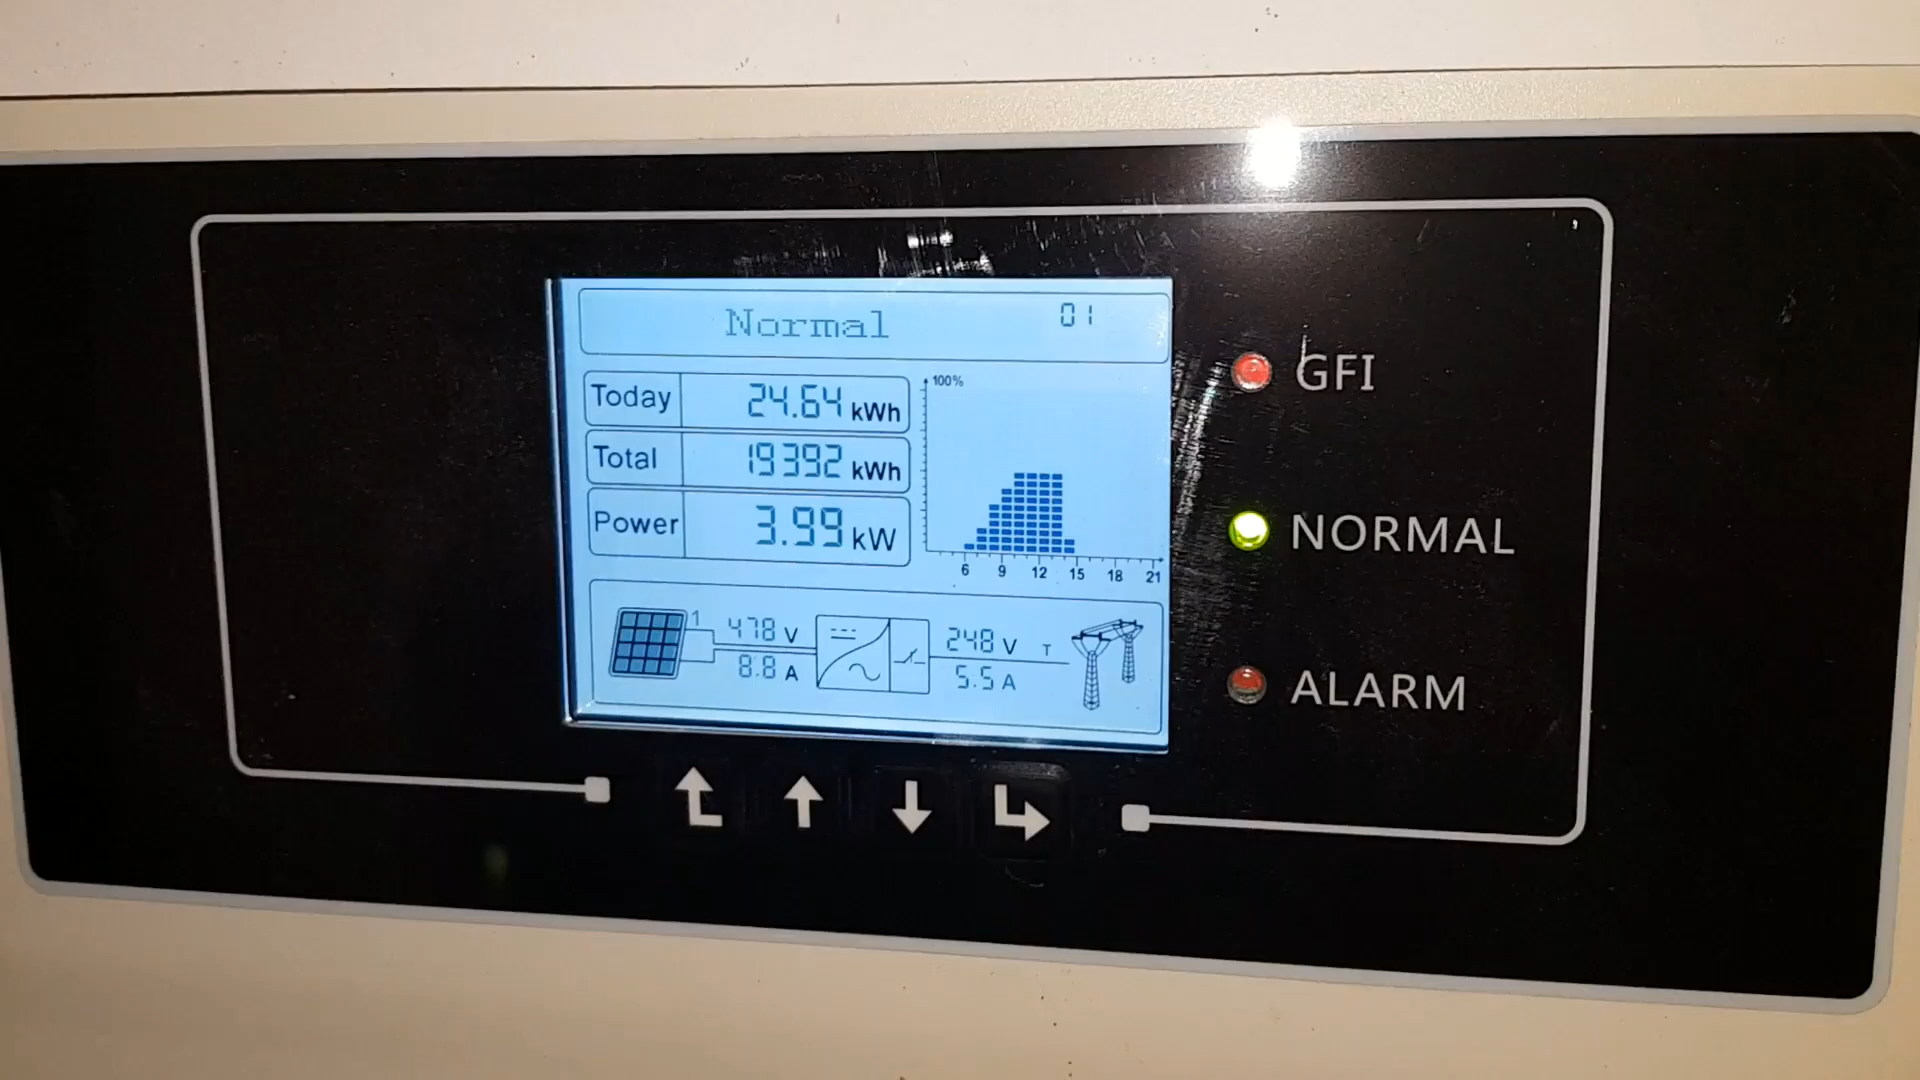 Normal 01
Today 24.64 kWh
Total 19392 kWh
Power 3.99 kW
100%
6 9 12 15 18 21
1 478 V 248 V T
8.8 A 5.5 A
GFI
NORMAL
ALARM